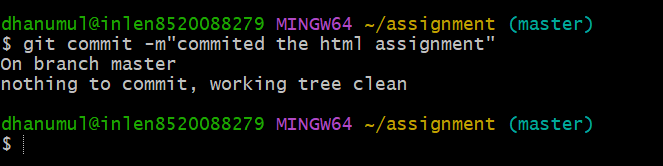 dhanumul@inlen8520088279 MINGW64 ~/assignment (master)
$ git commit -m"commited the html assignment"
On branch master
nothing to commit, working tree clean
dhanumul@inlen8520088279 MINGW64 ~/assignment (master)
$